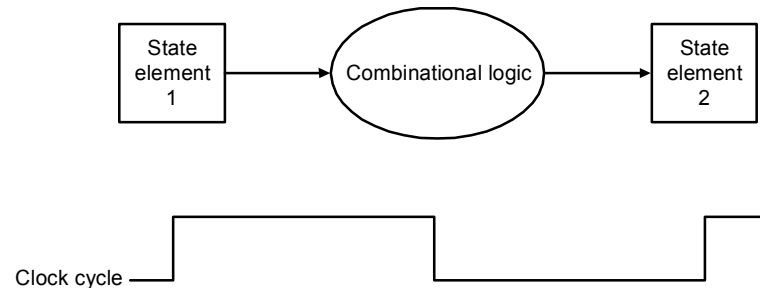 State
element
1
Combinational logic
State
element
2
Clock cycle